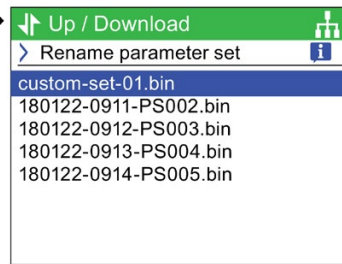 Up / Download
Rename parameter set
custom-set-01.bin
180122-0911-PS002.bin
180122-0912-PS003.bin
180122-0913-PS004.bin
180122-0914-PS005.bin